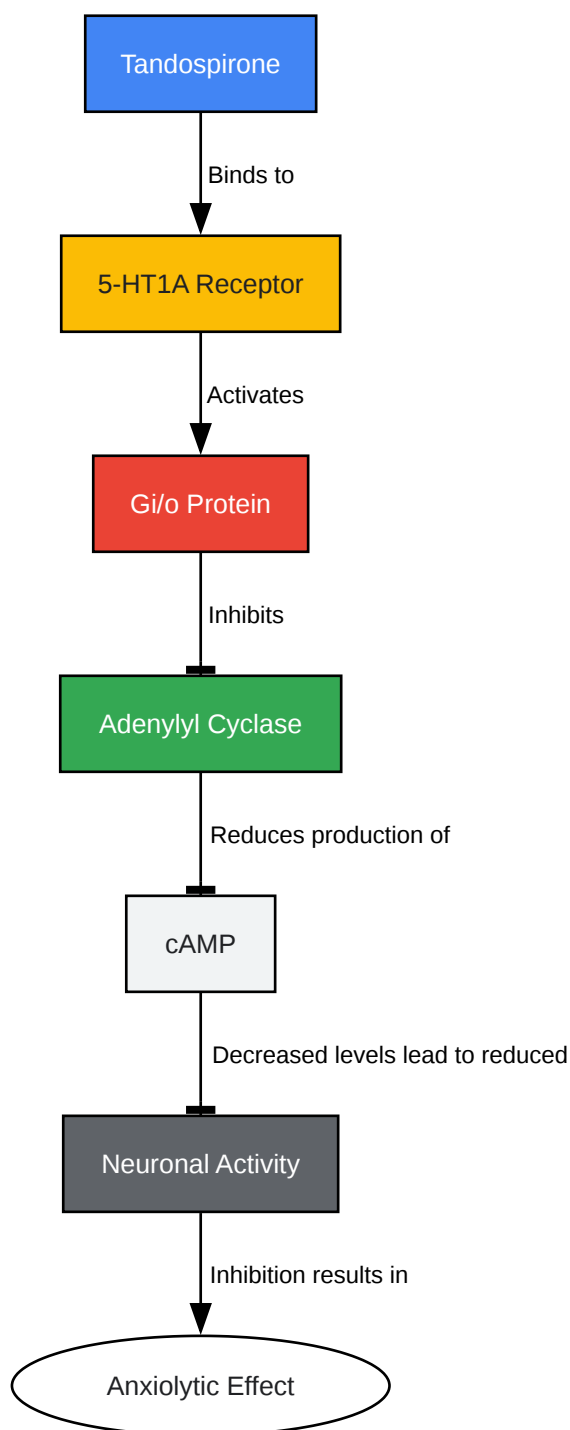 Tandospirone
Binds to
5-HT1A Receptor
Activates
Gi/o Protein
Inhibits
Adenylyl Cyclase
Reduces production of
cAMP
Decreased levels lead to reduced
Neuronal Activity
Inhibition results in
Anxiolytic Effect